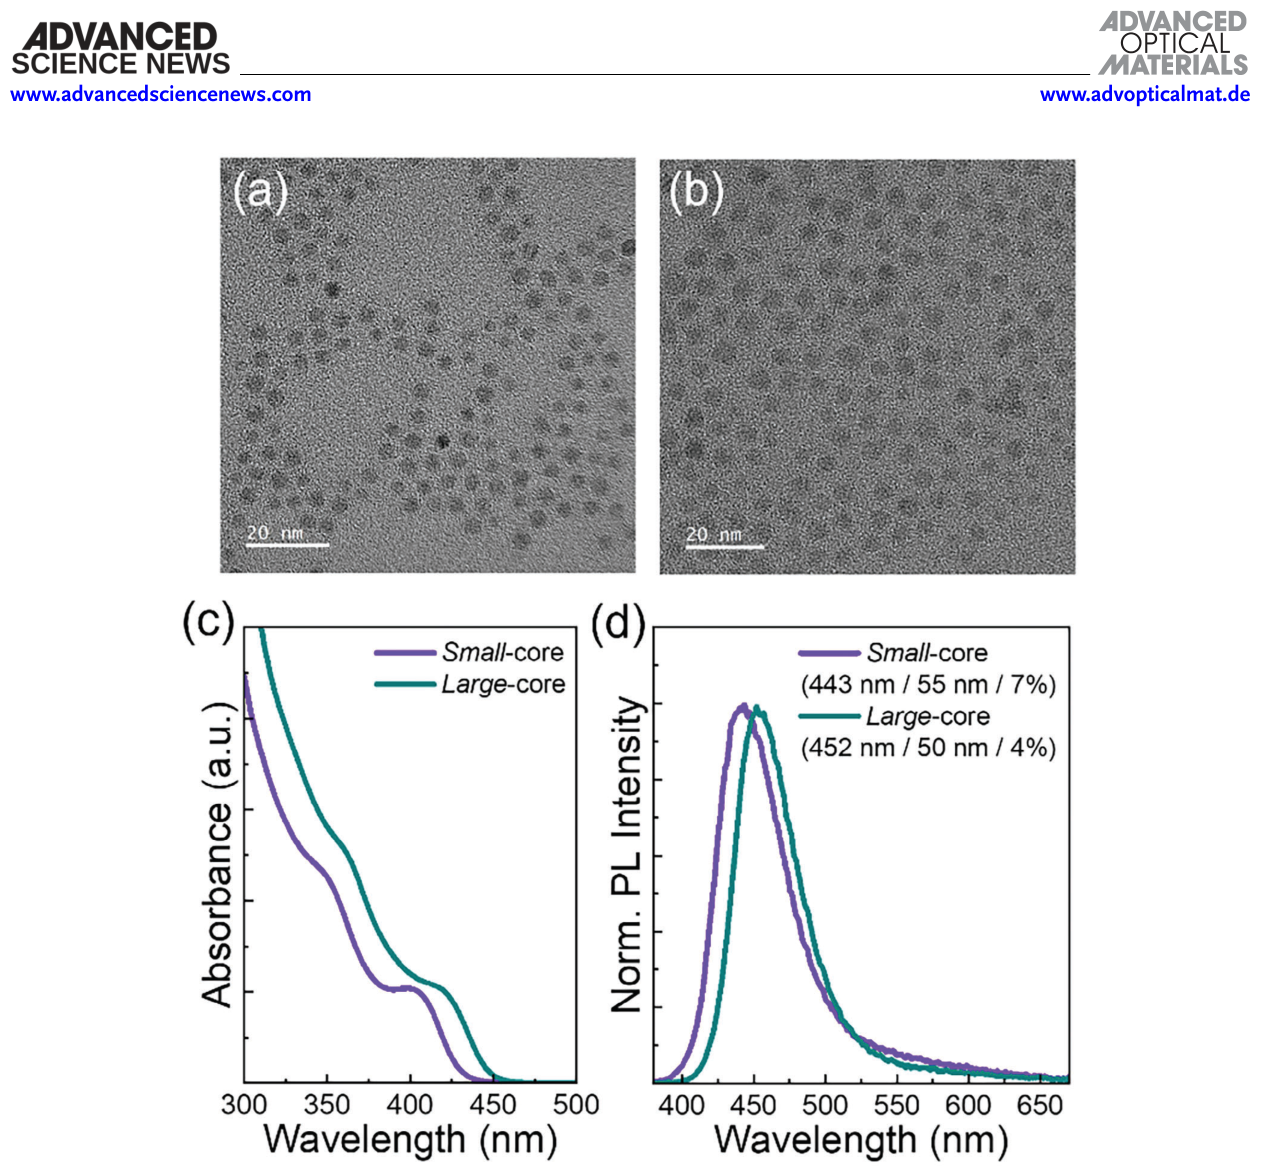 ADVANCED
SCIENCE NEWS
www.advancedsciencenews.com
ADVANCED
OPTICAL
MATERIALS
www.advopticalmat.de
(a)
20 nm
(b)
20 nm
(c)
Small-core
Large-core
Absorbance (a.u.)
300 350 400 450 500
Wavelength (nm)
(d)
Small-core
(443 nm / 55 nm / 7%)
Large-core
(452 nm / 50 nm / 4%)
Norm. PL Intensity
400 450 500 550 600 650
Wavelength (nm)